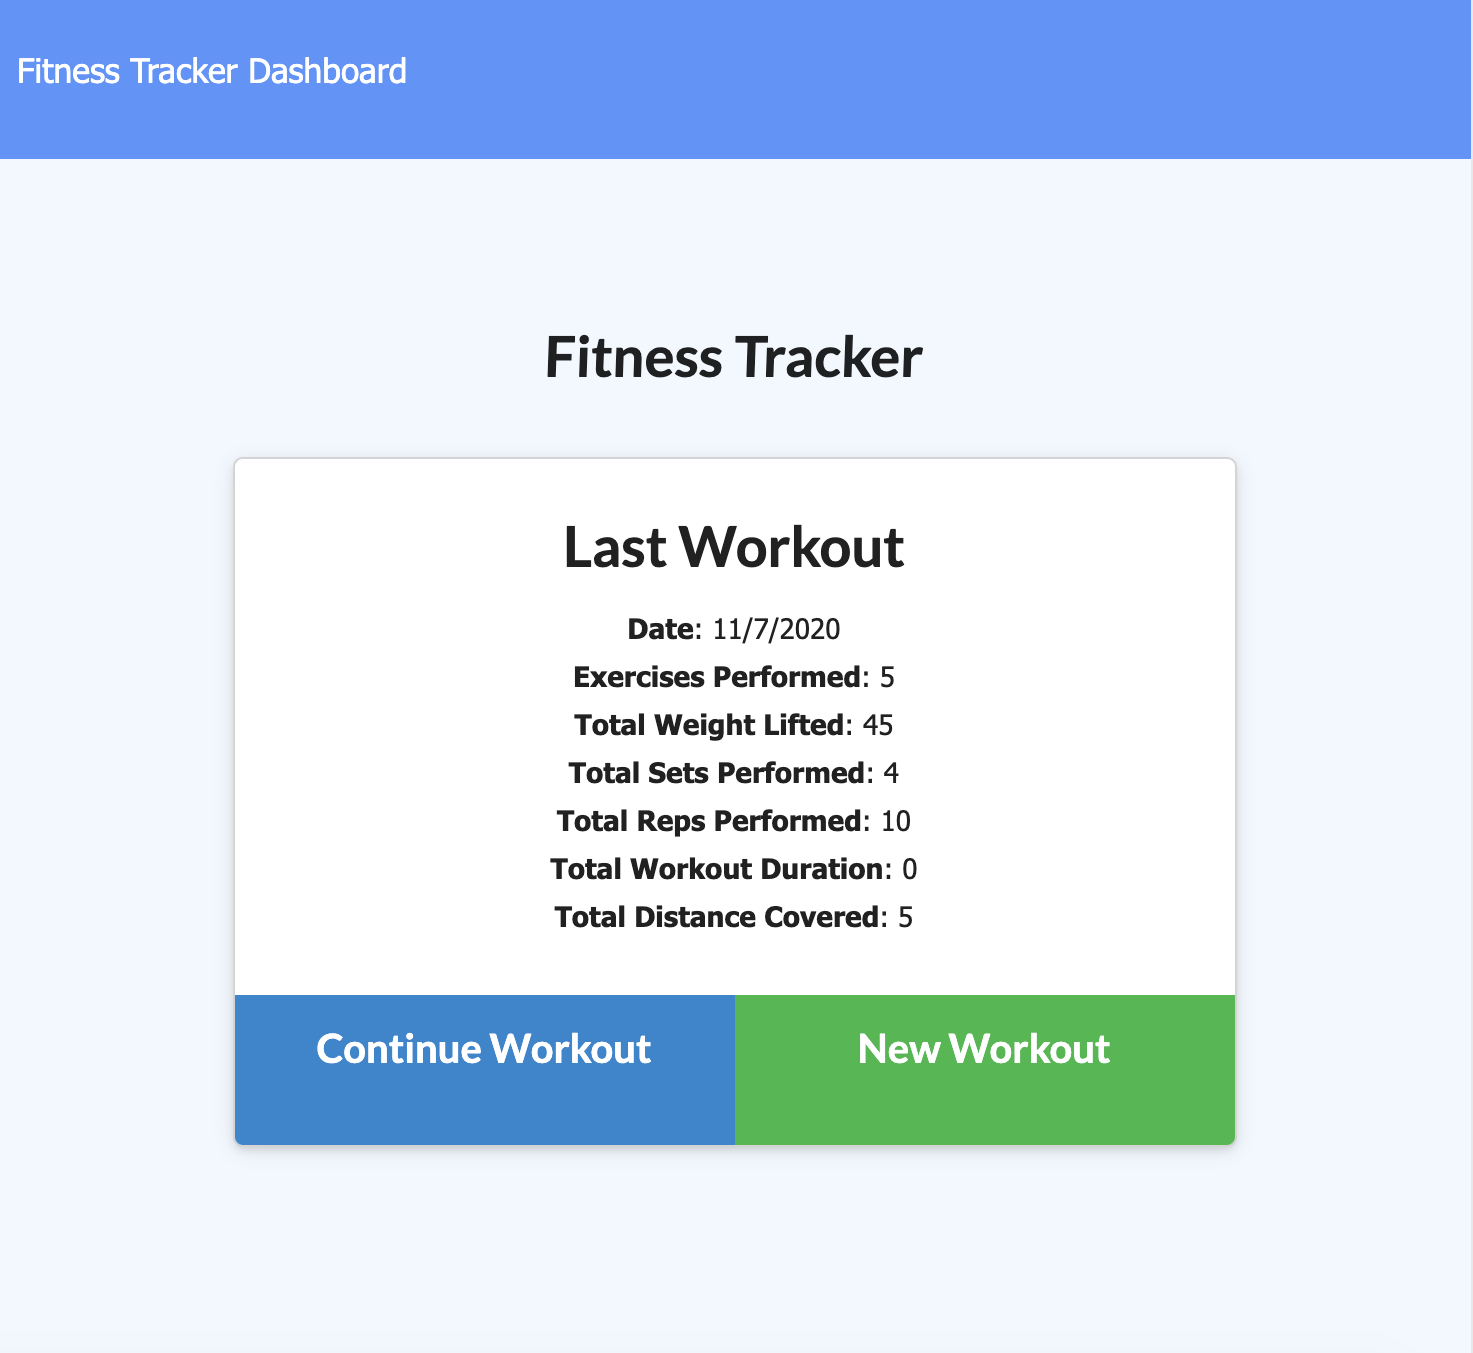 Fitness Tracker Dashboard
Fitness Tracker
Last Workout
Date: 11/7/2020
Exercises Performed: 5
Total Weight Lifted: 45
Total Sets Performed: 4
Total Reps Performed: 10
Total Workout Duration: 0
Total Distance Covered: 5
Continue Workout
New Workout